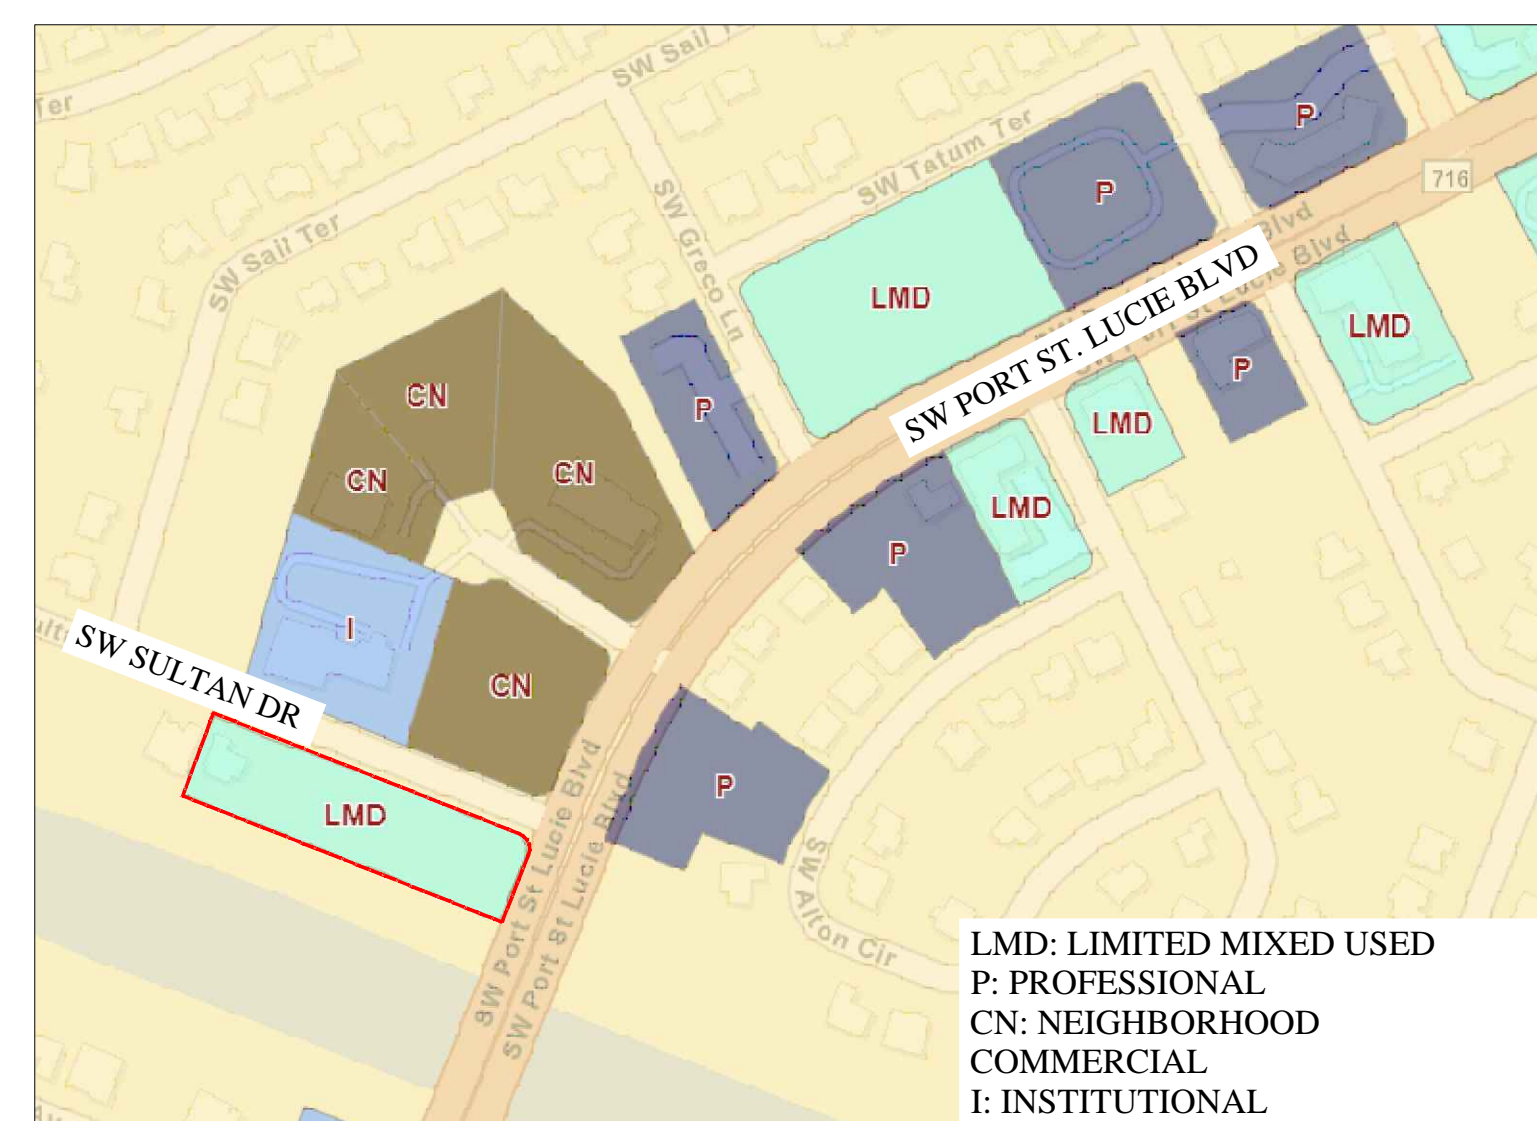 SW Sail
Ter
SW Tatum Ter
P
716
P
SW Greco Ln
SW Sail Ter
Blvd
Blvd
SW PORT ST. LUCIE BLVD
LMD
LMD
P
CN
P
LMD
CN
CN
LMD
P
I
SW SULTAN DR
CN
P
LMD
SW Port St Lucie Blvd
SW Port St Lucie Blvd
SW Alton Cir
LMD: LIMITED MIXED USED
P: PROFESSIONAL
CN: NEIGHBORHOOD
COMMERCIAL
I: INSTITUTIONAL